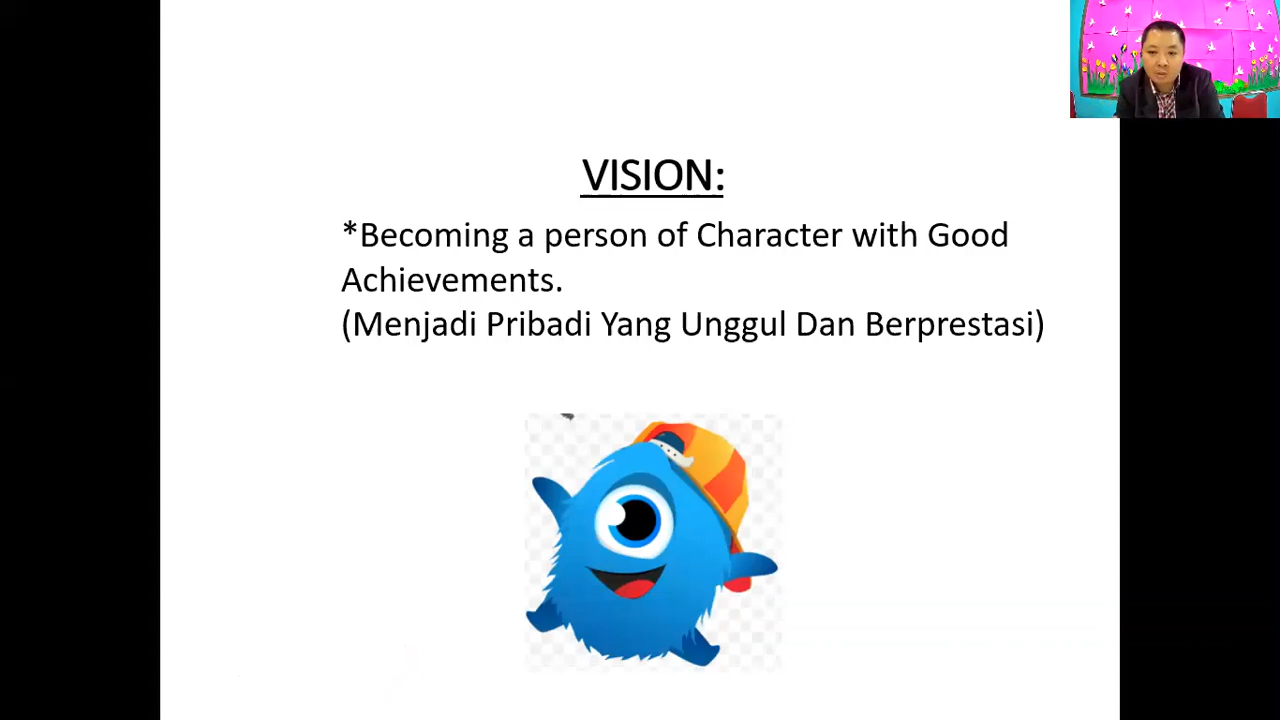 VISION:
*Becoming a person of Character with Good
Achievements.
(Menjadi Pribadi Yang Unggul Dan Berprestasi)